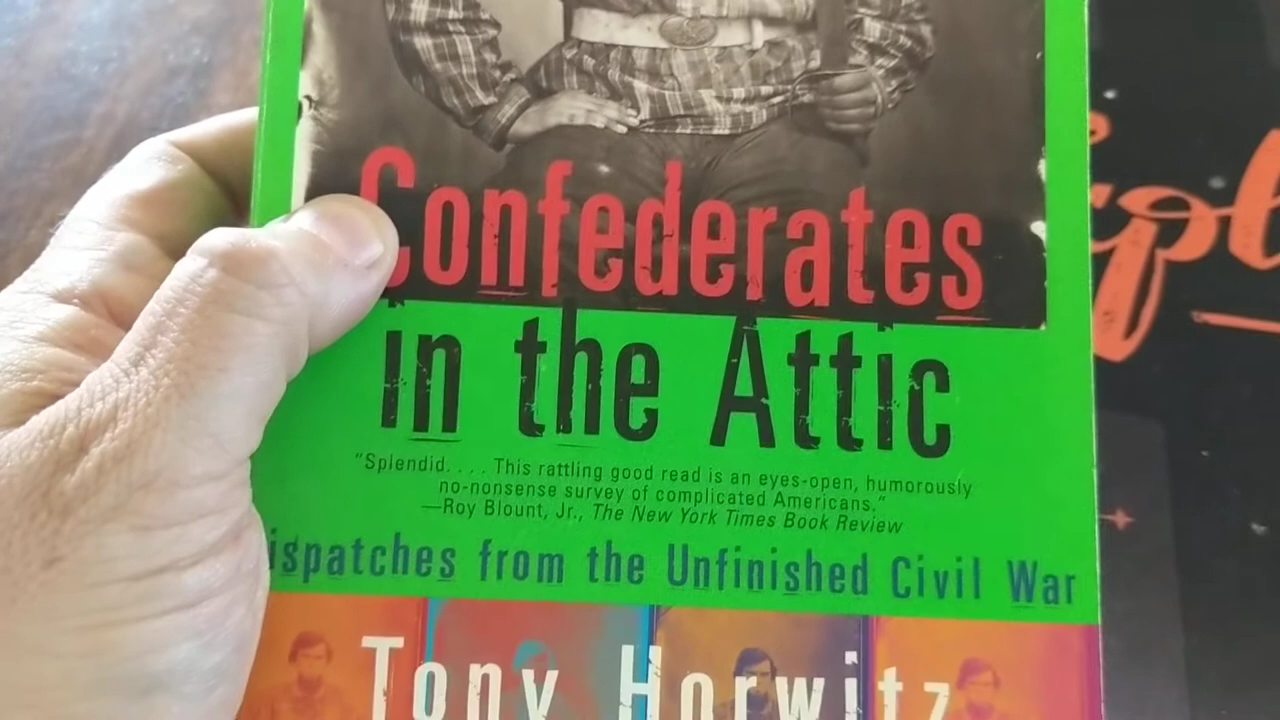 Confederates
in the Attic
"Splendid. . . . This rattling good read is an eyes-open, humorously
no-nonsense survey of complicated Americans."
—Roy Blount, Jr., The New York Times Book Review
ispatches from the Unfinished Civil War
Tony Horwitz